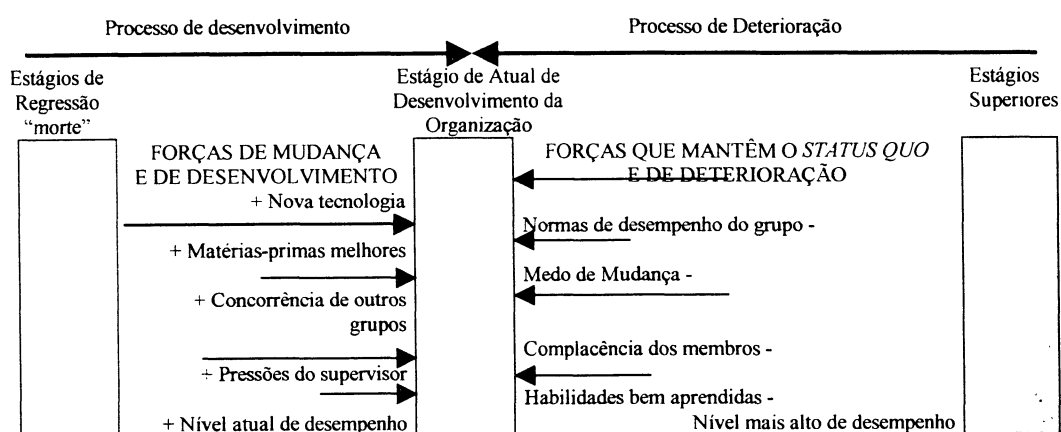 Processo de desenvolvimento
Processo de Deterioração
Estágios de
Regressão
“morte”
Estágio de Atual de
Desenvolvimento da
Organização
Estágios
Superiores
FORÇAS DE MUDANÇA
E DE DESENVOLVIMENTO
FORÇAS QUE MANTÊM O STATUS QUO
E DE DETERIORAÇÃO
+ Nova tecnologia
+ Matérias-primas melhores
+ Concorrência de outros
grupos
+ Pressões do supervisor
+ Nível atual de desempenho
Normas de desempenho do grupo -
Medo de Mudança -
Complacência dos membros -
Habilidades bem aprendidas -
Nível mais alto de desempenho